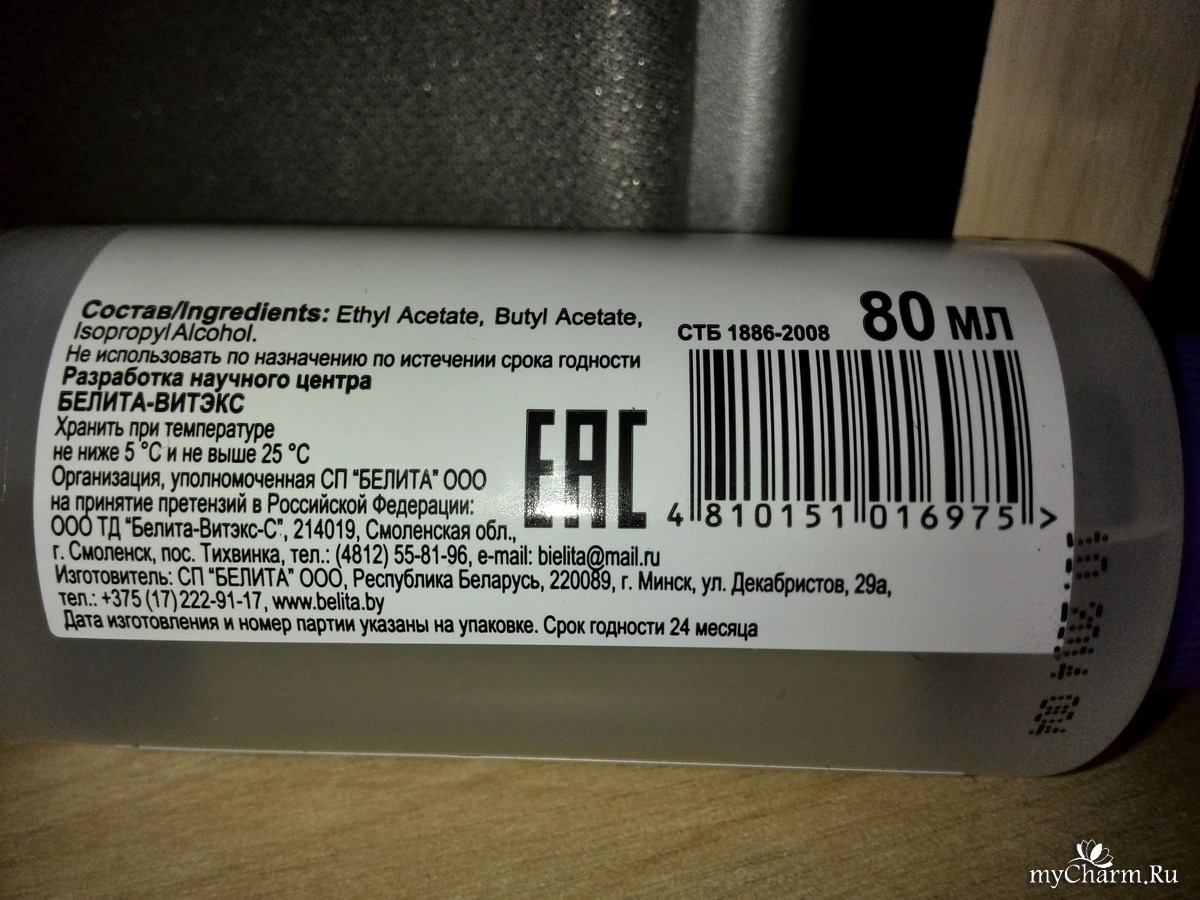 Состав/Ingredients: Ethyl Acetate, Butyl Acetate,
Isopropyl Alcohol.
Не использовать по назначению по истечении срока годности
Разработка научного центра
БЕЛИТА-ВИТЭКС
Хранить при температуре
не ниже 5 °С и не выше 25 °С
Организация, уполномоченная СП “БЕЛИТА” ООО
на принятие претензий в Российской Федерации:
ООО ТД “Белита-Витэкс-С”, 214019, Смоленская обл.,
г. Смоленск, пос. Тихвинка, тел.: (4812) 55-81-96, e-mail: bielita@mail.ru
Изготовитель: СП “БЕЛИТА” ООО, Республика Беларусь, 220089, г. Минск, ул. Декабристов, 29а,
тел.: +375 (17) 222-91-17, www.belita.by
Дата изготовления и номер партии указаны на упаковке. Срок годности 24 месяца
EAC
СТБ 1886-2008
80 мл
4 810151 016975 >
myCharm.Ru